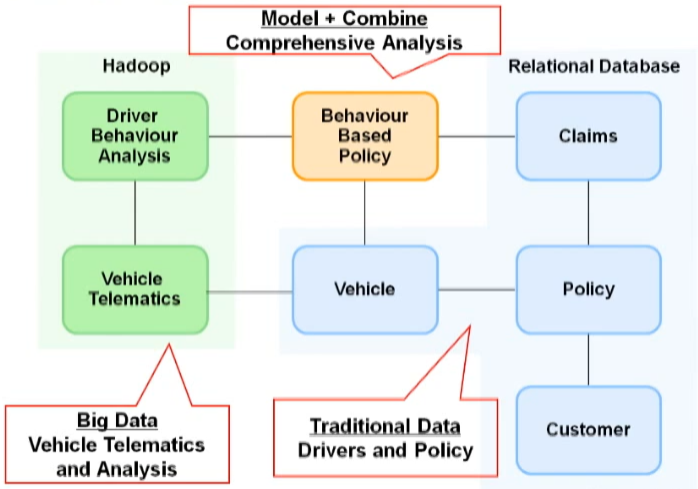 Model + Combine
Comprehensive Analysis
Hadoop
Relational Database
Driver
Behaviour
Analysis
Behaviour
Based
Policy
Claims
Vehicle
Telematics
Vehicle
Policy
Big Data
Vehicle Telematics
and Analysis
Traditional Data
Drivers and Policy
Customer